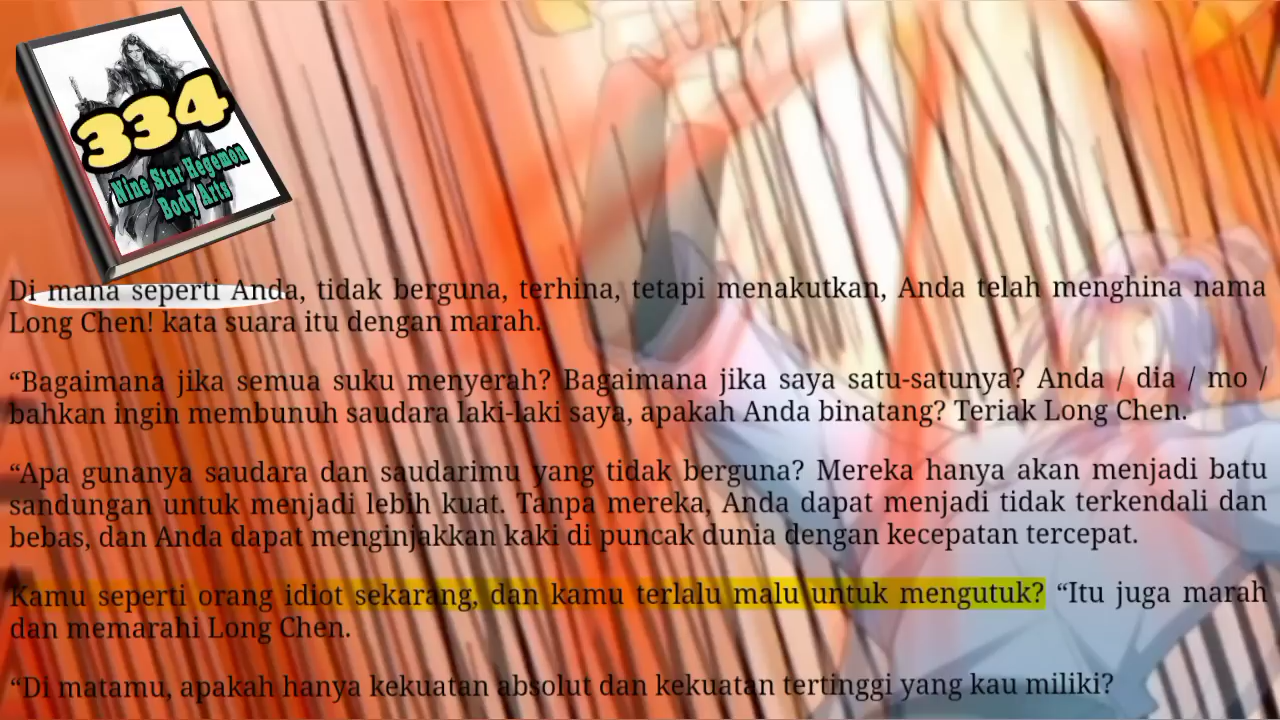 334
Nine Star Hegemon
Body Arts
Di mana seperti Anda, tidak berguna, terhina, tetapi menakutkan, Anda telah menghina nama
Long Chen! kata suara itu dengan marah.
“Bagaimana jika semua suku menyerah? Bagaimana jika saya satu-satunya? Anda / dia / mo /
bahkan ingin membunuh saudara laki-laki saya, apakah Anda binatang? Teriak Long Chen.
“Apa gunanya saudara dan saudarimu yang tidak berguna? Mereka hanya akan menjadi batu
sandungan untuk menjadi lebih kuat. Tanpa mereka, Anda dapat menjadi tidak terkendali dan
bebas, dan Anda dapat menginjakkan kaki di puncak dunia dengan kecepatan tercepat.
Kamu seperti orang idiot sekarang, dan kamu terlalu malu untuk mengutuk? “Itu juga marah
dan memarahi Long Chen.
“Di matamu, apakah hanya kekuatan absolut dan kekuatan tertinggi yang kau miliki?